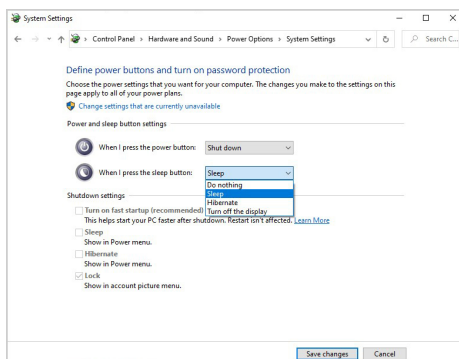 System Settings
Control Panel > Hardware and Sound > Power Options > System Settings
Search C...
Define power buttons and turn on password protection
Choose the power settings that you want for your computer. The changes you make to the settings on this
page apply to all of your power plans.
Change settings that are currently unavailable
Power and sleep button settings
When I press the power button: Shut down
When I press the sleep button: Sleep
Do nothing
Sleep
Hibernate
Turn off the display
Shutdown settings
Turn on fast startup (recommended)
This helps start your PC faster after shutdown. Restart isn't affected. Learn More
Sleep
Show in Power menu.
Hibernate
Show in Power menu.
Lock
Show in account picture menu.
Save changes
Cancel